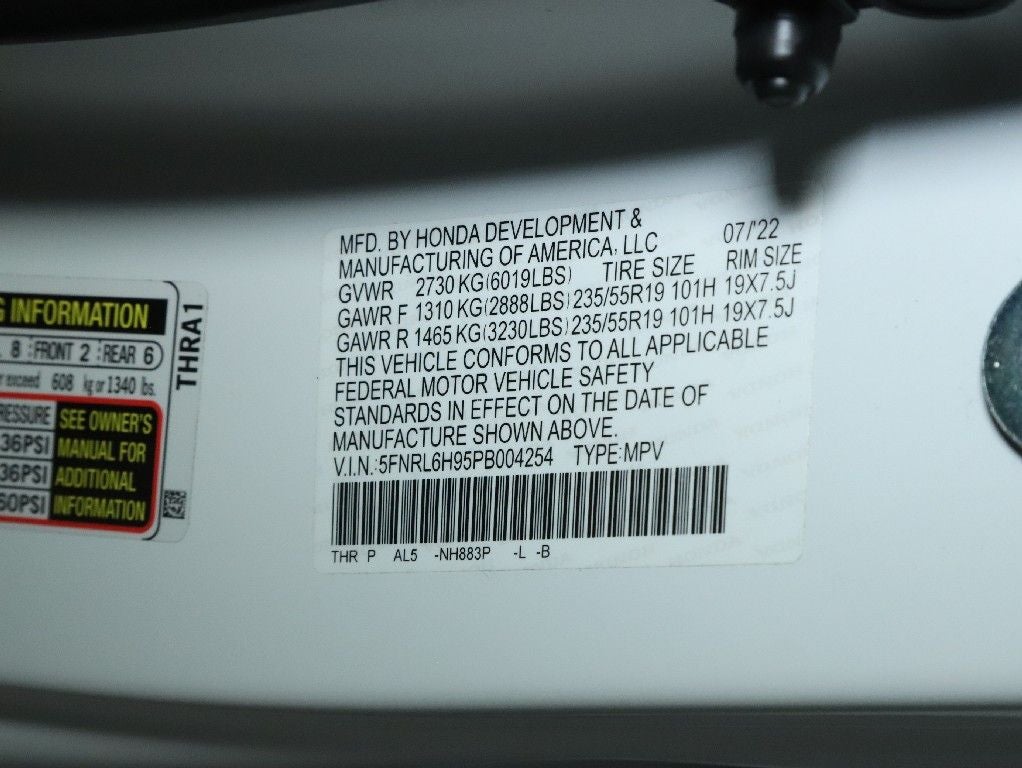 G INFORMATION
8 FRONT 2 REAR 6
exceed 608 kg or 1340 lbs.
36PSI
36PSI
60PSI
SEE OWNER'S
MANUAL FOR
ADDITIONAL
INFORMATION
THRA1
MFD. BY HONDA DEVELOPMENT &
MANUFACTURING OF AMERICA, LLC 07/'22
GVWR 2730 KG(6019LBS) TIRE SIZE RIM SIZE
GAWR F 1310 KG(2888LBS) 235/55R19 101H 19X7.5J
GAWR R 1465 KG(3230LBS) 235/55R19 101H 19X7.5J
THIS VEHICLE CONFORMS TO ALL APPLICABLE
FEDERAL MOTOR VEHICLE SAFETY
STANDARDS IN EFFECT ON THE DATE OF
MANUFACTURE SHOWN ABOVE.
V.I.N.:5FNRL6H95PB004254 TYPE:MPV
THR P AL5 -NH883P -L -B